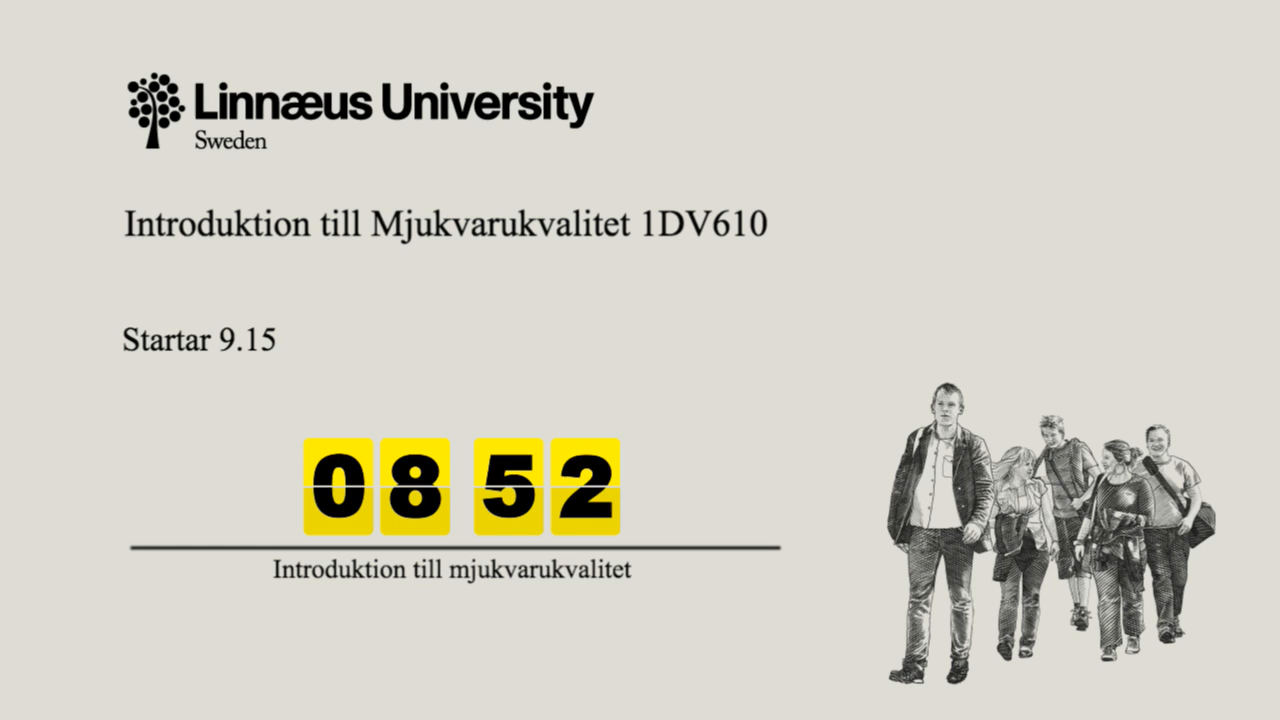 Linnæus University
Sweden
Introduktion till Mjukvarukvalitet 1DV610
Startar 9.15
08 52
Introduktion till mjukvarukvalitet